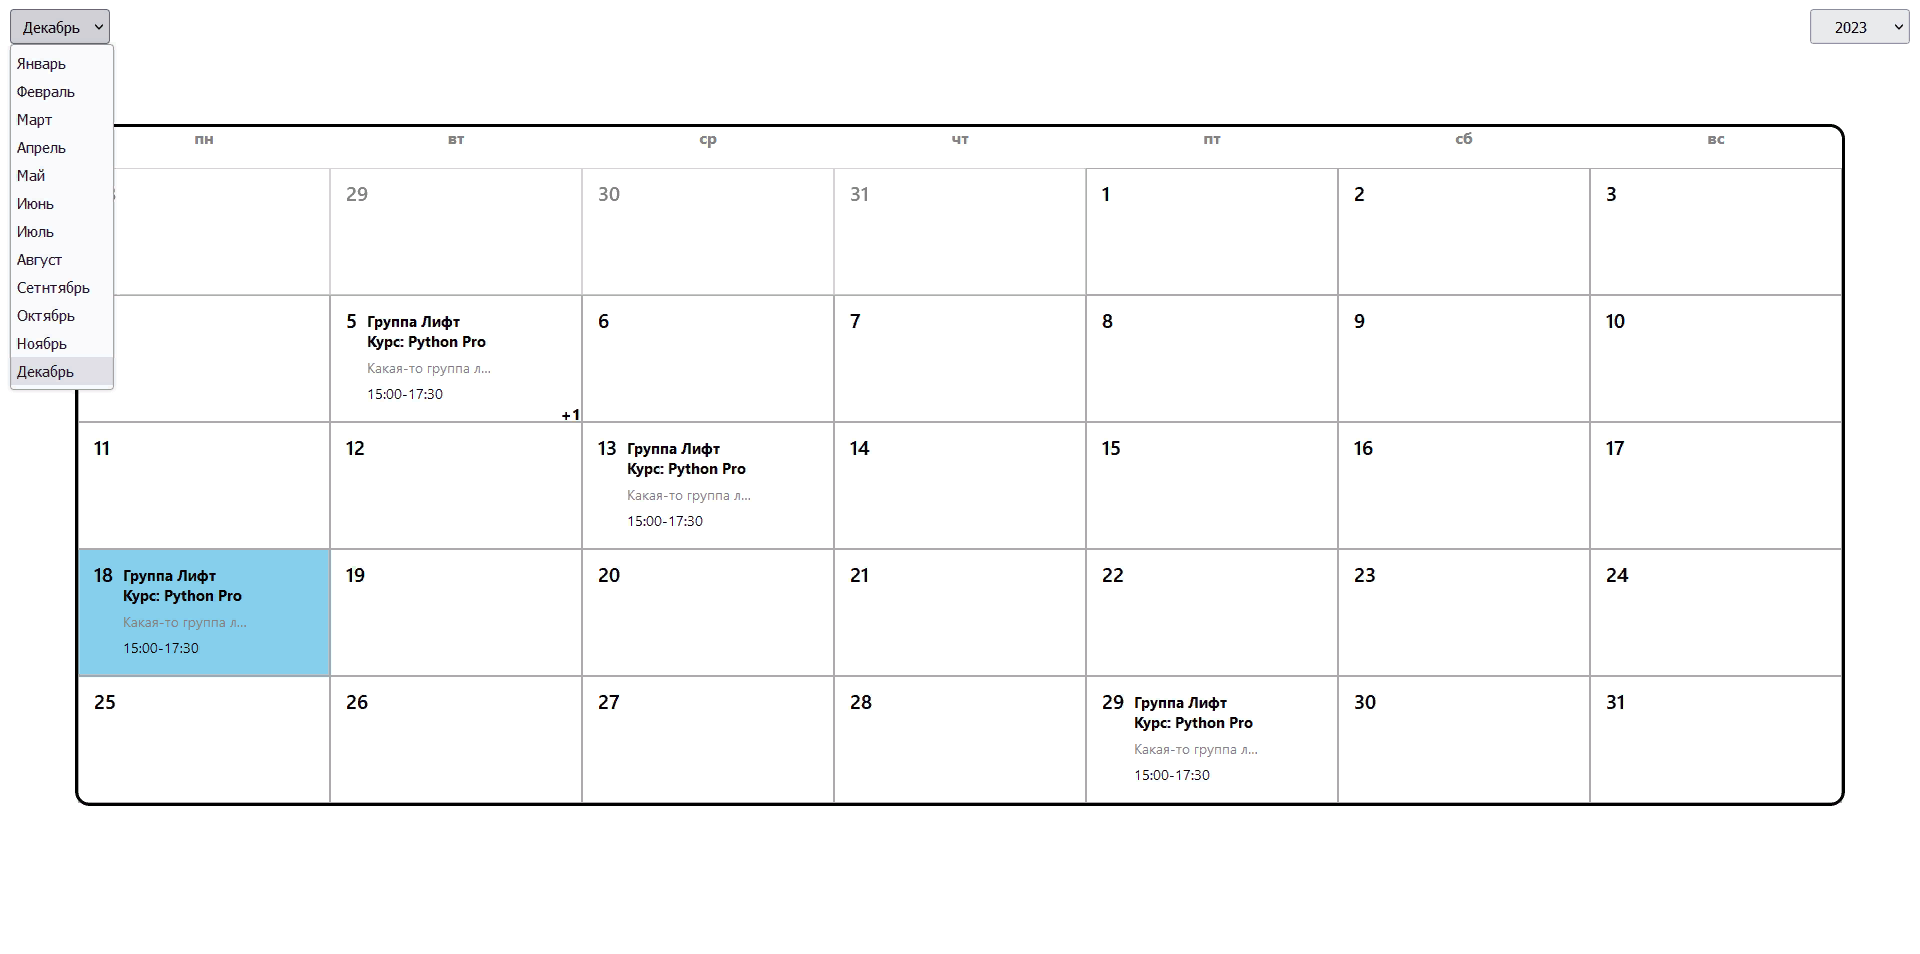 Декабрь
2023
Январь
Февраль
Март
Апрель
Май
Июнь
Июль
Август
Сетнтябрь
Октябрь
Ноябрь
Декабрь
пн вт ср чт пт сб вс
29 30 31 1 2 3
5 Группа Лифт
Курс: Python Pro
Какая-то группа л...
15:00-17:30
+1
6 7 8 9 10
11 12
13 Группа Лифт
Курс: Python Pro
Какая-то группа л...
15:00-17:30
14 15 16 17
18 Группа Лифт
Курс: Python Pro
Какая-то группа л...
15:00-17:30
19 20 21 22 23 24
25 26 27 28
29 Группа Лифт
Курс: Python Pro
Какая-то группа л...
15:00-17:30
30 31